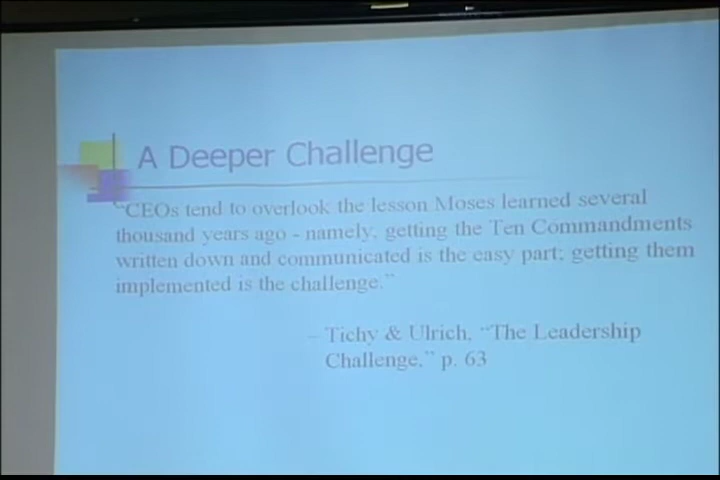 A Deeper Challenge
"CEOs tend to overlook the lesson Moses learned several
thousand years ago - namely, getting the Ten Commandments
written down and communicated is the easy part; getting them
implemented is the challenge."
– Tichy & Ulrich, "The Leadership
Challenge," p. 63